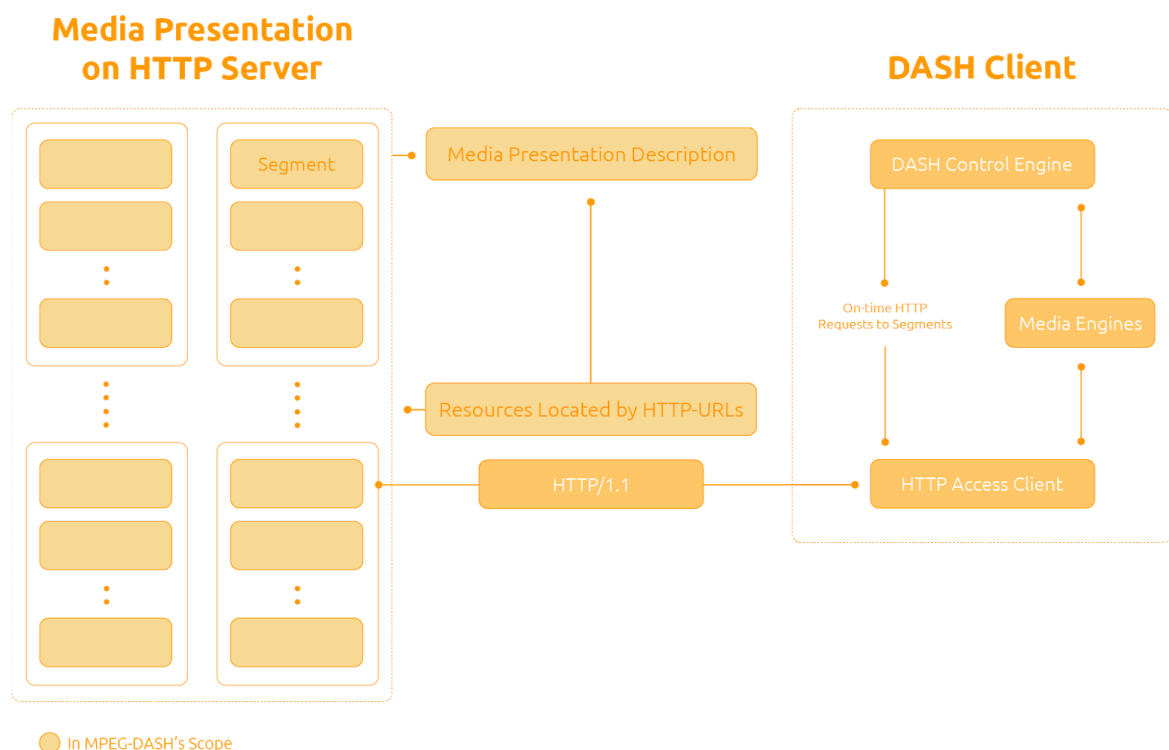 Media Presentation
on HTTP Server
DASH Client
Segment
Media Presentation Description
DASH Control Engine
On-time HTTP
Requests to Segments
Media Engines
Resources Located by HTTP-URLs
HTTP/1.1
HTTP Access Client
In MPEG-DASH's Scope